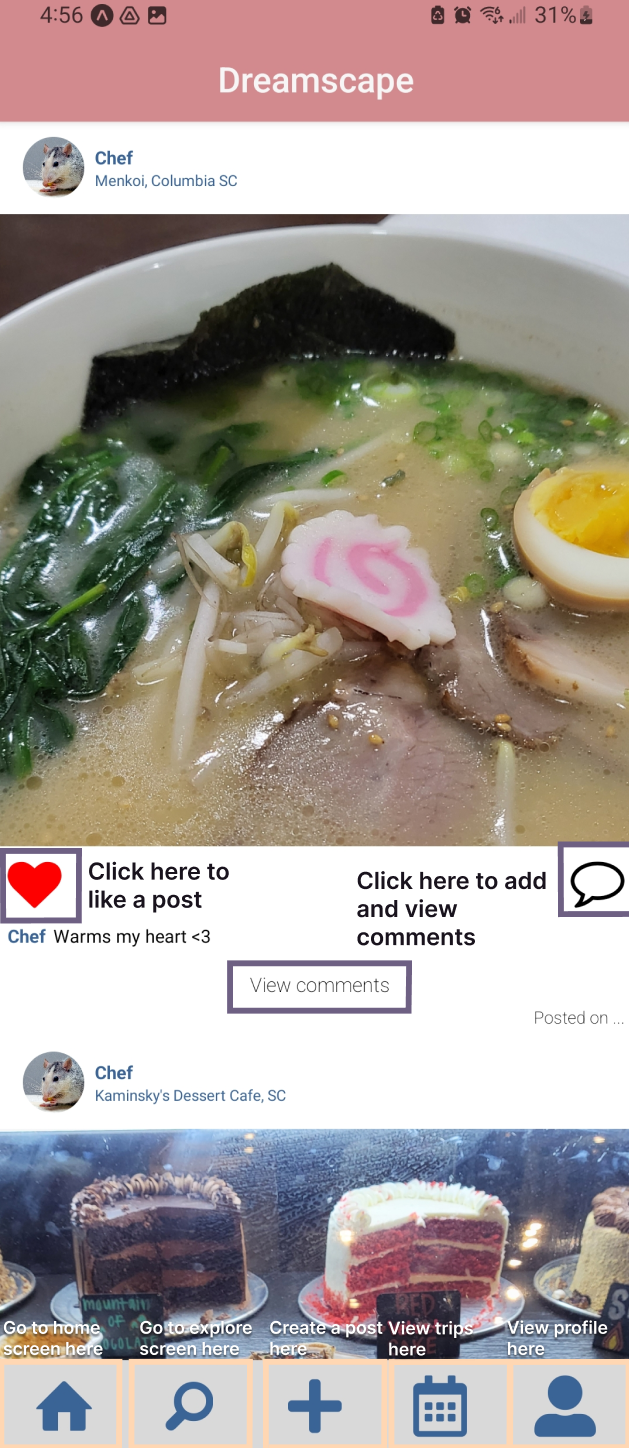 4:56 31%
Dreamscape
Chef
Menkoi, Columbia SC
Click here to
like a post
Click here to add
and view
comments
Chef Warms my heart <3
View comments
Posted on ...
Chef
Kaminsky's Dessert Cafe, SC
mountain
OF
CHOCOLATE
RED
Go to home
screen here
Go to explore
screen here
Create a post
here
View trips
here
View profile
here